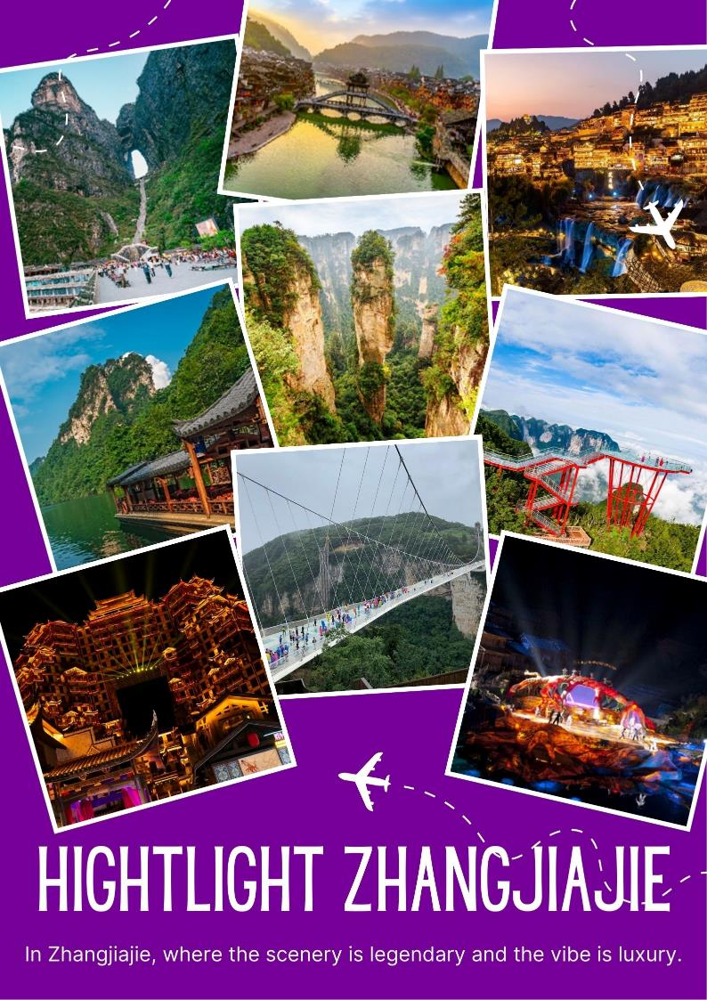 HIGHTLIGHT ZHANGJIAJIE
In Zhangjiajie, where the scenery is legendary and the vibe is luxury.